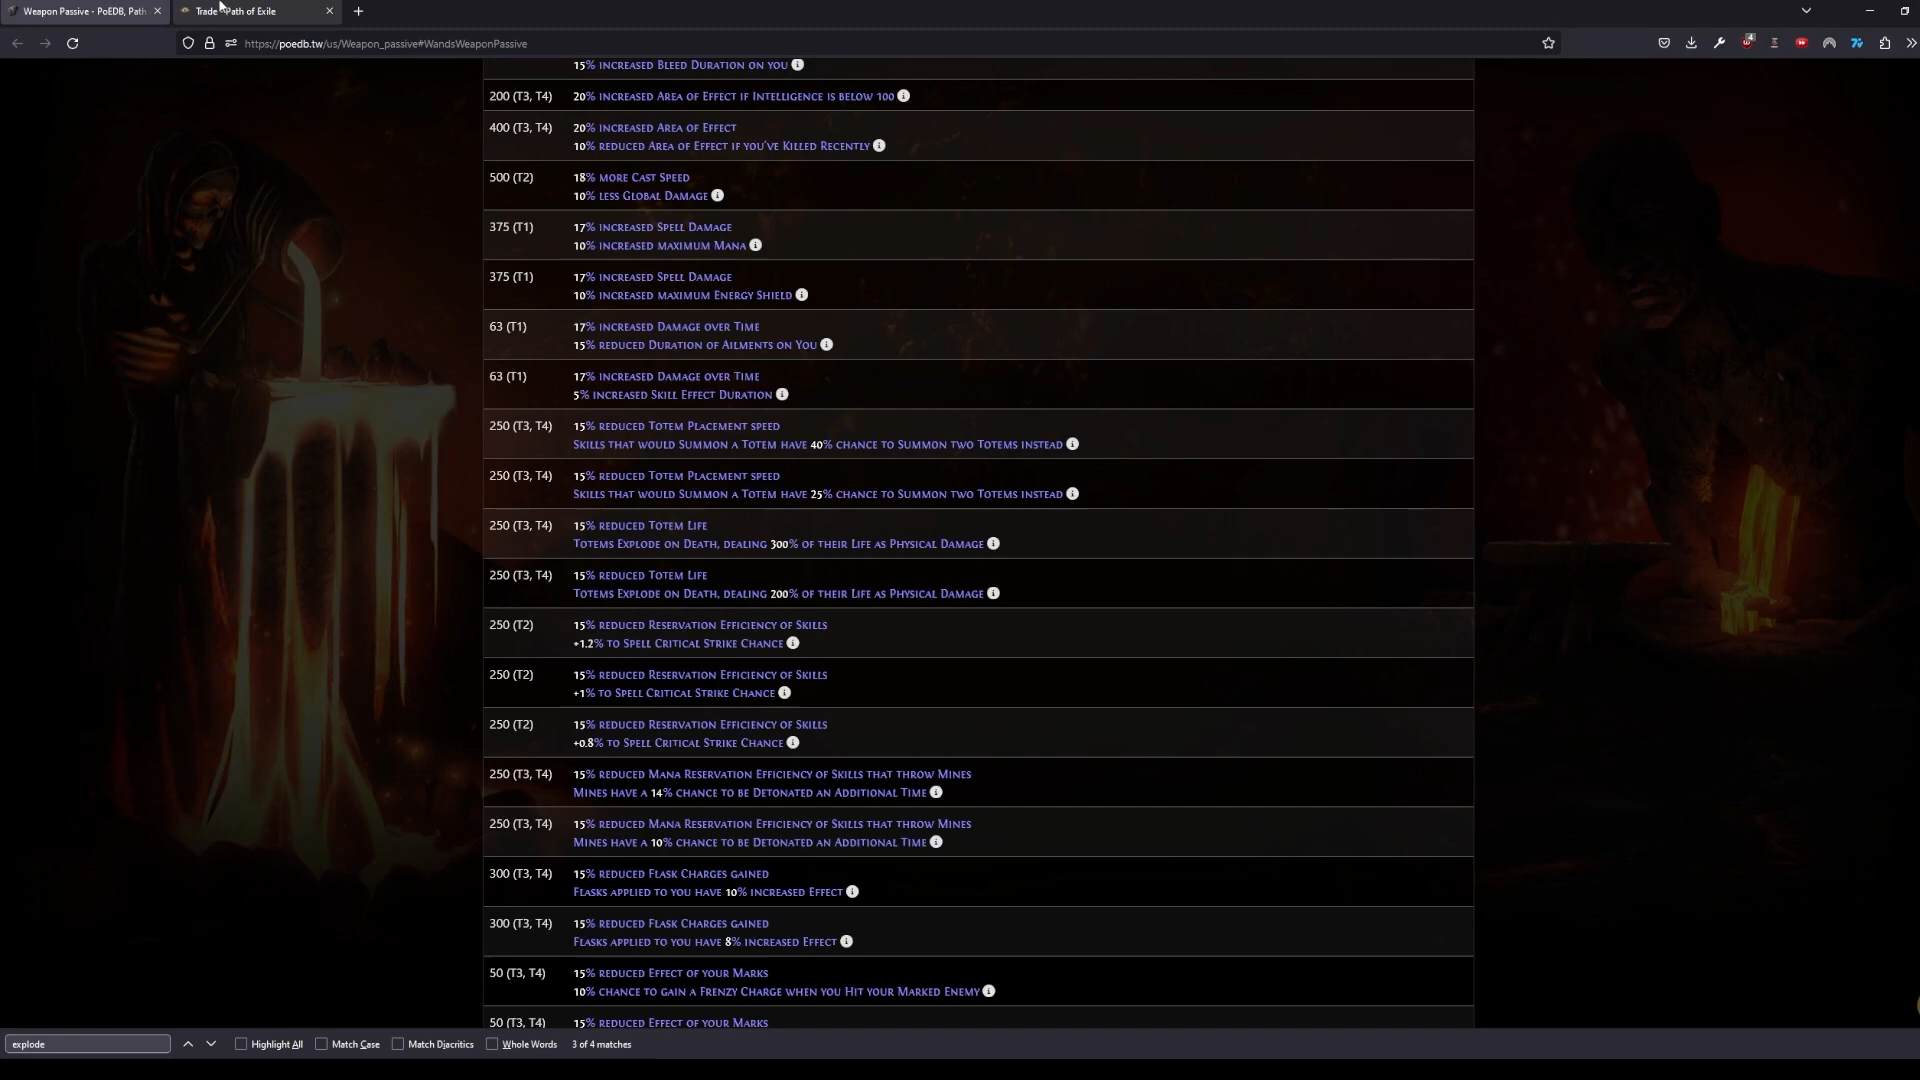 Weapon Passive - PoEDB, Path
Trade - Path of Exile
https://poedb.tw/us/Weapon_passive#WandsWeaponPassive
4
15% increased Bleed Duration on you
200 (T3, T4) 20% increased Area of Effect if Intelligence is below 100
400 (T3, T4) 20% increased Area of Effect
10% reduced Area of Effect if you've Killed Recently
500 (T2) 18% more Cast Speed
10% less Global Damage
375 (T1) 17% increased Spell Damage
10% increased maximum Mana
375 (T1) 17% increased Spell Damage
10% increased maximum Energy Shield
63 (T1) 17% increased Damage over Time
15% reduced Duration of Ailments on You
63 (T1) 17% increased Damage over Time
5% increased Skill Effect Duration
250 (T3, T4) 15% reduced Totem Placement speed
Skills that would Summon a Totem have 40% chance to Summon two Totems instead
250 (T3, T4) 15% reduced Totem Placement speed
Skills that would Summon a Totem have 25% chance to Summon two Totems instead
250 (T3, T4) 15% reduced Totem Life
Totems Explode on Death, dealing 300% of their Life as Physical Damage
250 (T3, T4) 15% reduced Totem Life
Totems Explode on Death, dealing 200% of their Life as Physical Damage
250 (T2) 15% reduced Reservation Efficiency of Skills
+1.2% to Spell Critical Strike Chance
250 (T2) 15% reduced Reservation Efficiency of Skills
+1% to Spell Critical Strike Chance
250 (T2) 15% reduced Reservation Efficiency of Skills
+0.8% to Spell Critical Strike Chance
250 (T3, T4) 15% reduced Mana Reservation Efficiency of Skills that throw Mines
Mines have a 14% chance to be Detonated an Additional Time
250 (T3, T4) 15% reduced Mana Reservation Efficiency of Skills that throw Mines
Mines have a 10% chance to be Detonated an Additional Time
300 (T3, T4) 15% reduced Flask Charges gained
Flasks applied to you have 10% increased Effect
300 (T3, T4) 15% reduced Flask Charges gained
Flasks applied to you have 8% increased Effect
50 (T3, T4) 15% reduced Effect of your Marks
10% chance to gain a Frenzy Charge when you Hit your Marked Enemy
50 (T3, T4) 15% reduced Effect of your Marks
explode Highlight All Match Case Match Diacritics Whole Words 3 of 4 matches